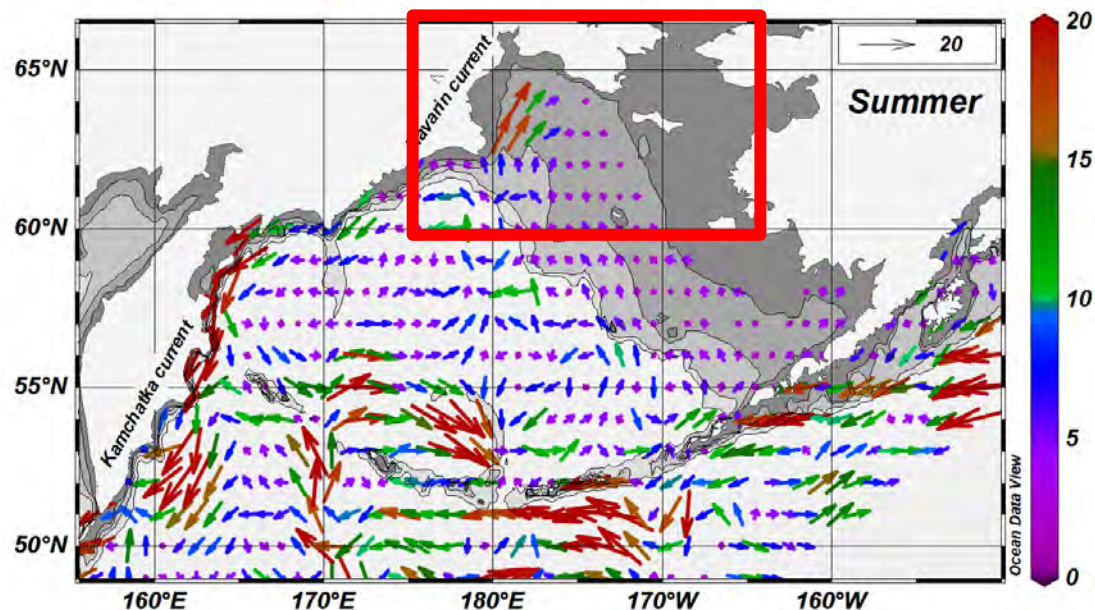 20
20
65°N
avarin current
Summer
15
60°N
10
Kamchatka current
55°N
5
50°N
Ocean Data View
0
160°E
170°E
180°E
170°W
160°W